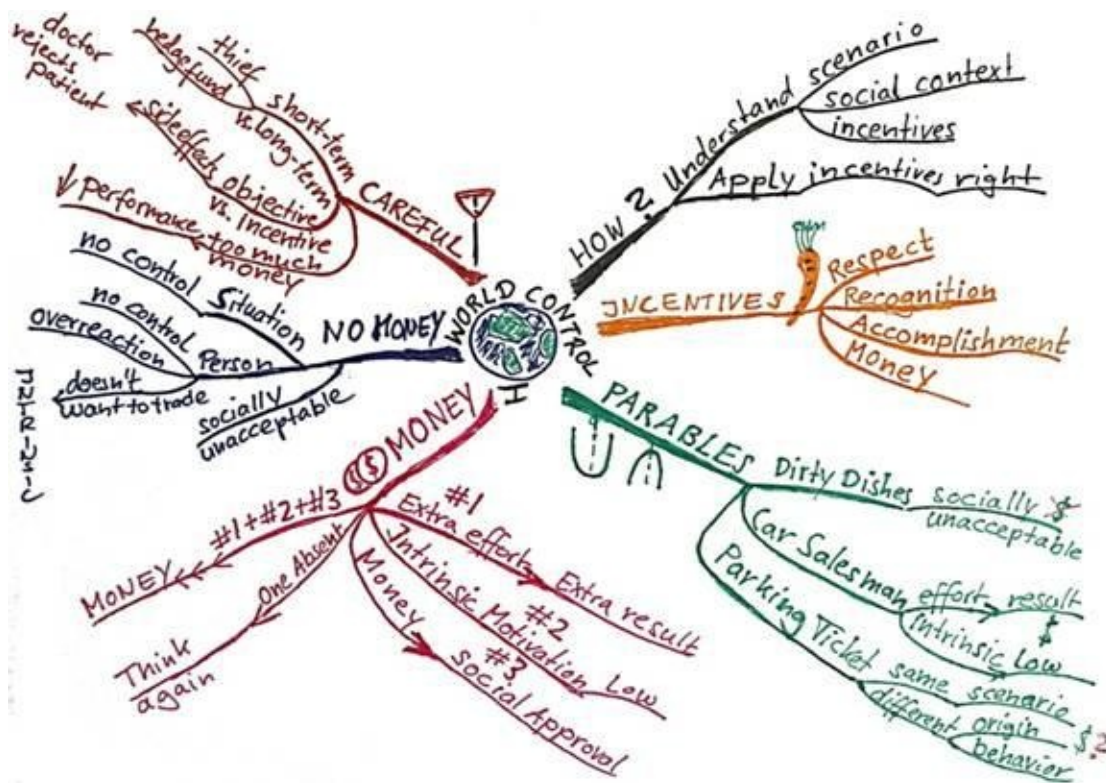 WORLD CONTROL
H
HOW ?
Understand scenario
social context
incentives
Apply incentives right
INCENTIVES
Respect
Recognition
Accomplishment
Money
PARABLES
Dirty Dishes
socially $
unacceptable
Car Salesman
effort result
$
intrinsic Low
Parking Ticket
same scenario
different origin
behavior
$?
MONEY
$
#1
Extra effort Extra result
Intrinsic Motivation Low
#2
#3
Money social Approval
One Absent
Think
again
#1+#2+#3
MONEY
NO MONEY
Situation
no control
Person
no control
overreaction
doesn't
want to trade
socially
unacceptable
CAREFUL
!
short-term
vs. long-term
thief
hedgefund
objective
vs. Incentive
side effects
doctor
rejects
patient
too much
money
performance